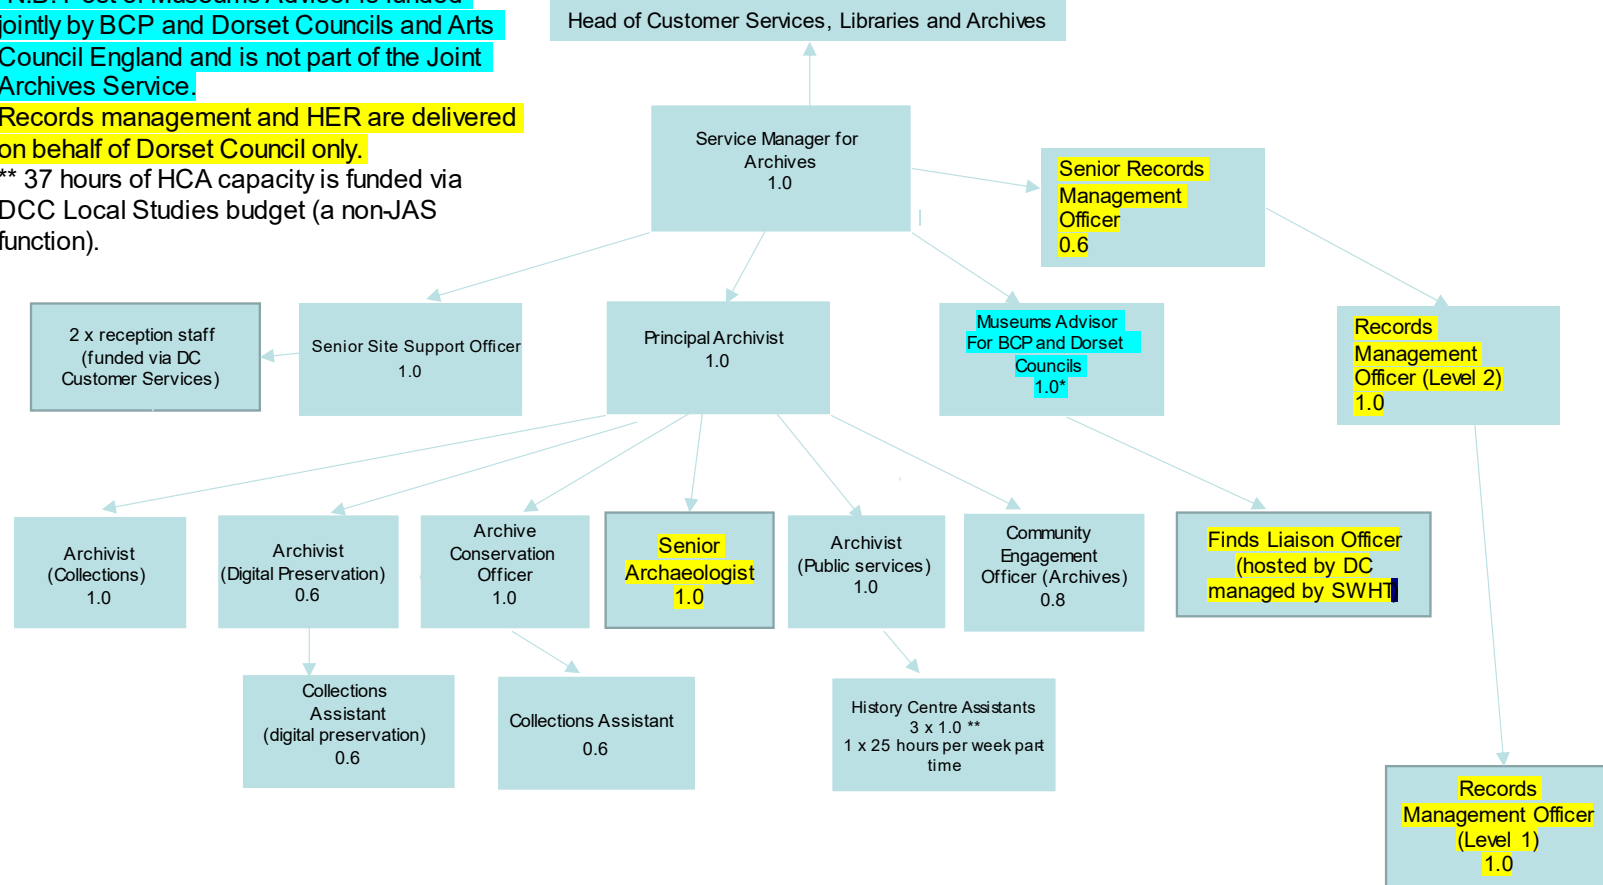 *N.B. Post of Museums Advisor is funded
jointly by BCP and Dorset Councils and Arts
Council England and is not part of the Joint
Archives Service.
Records management and HER are delivered
on behalf of Dorset Council only.
** 37 hours of HCA capacity is funded via
DCC Local Studies budget (a non-JAS
function).
Head of Customer Services, Libraries and Archives
Service Manager for
Archives
1.0
Senior Records
Management
Officer
0.6
2 x reception staff
(funded via DC
Customer Services)
Senior Site Support Officer
1.0
Principal Archivist
1.0
Museums Advisor
For BCP and Dorset
Councils
1.0*
Records
Management
Officer (Level 2)
1.0
Archivist
(Collections)
1.0
Archivist
(Digital Preservation)
0.6
Archive
Conservation
Officer
1.0
Senior
Archaeologist
1.0
Archivist
(Public services)
1.0
Community
Engagement
Officer (Archives)
0.8
Finds Liaison Officer
(hosted by DC
managed by SWHT)
Collections
Assistant
(digital preservation)
0.6
Collections Assistant
0.6
History Centre Assistants
3 x 1.0 **
1 x 25 hours per week part
time
Records
Management Officer
(Level 1)
1.0